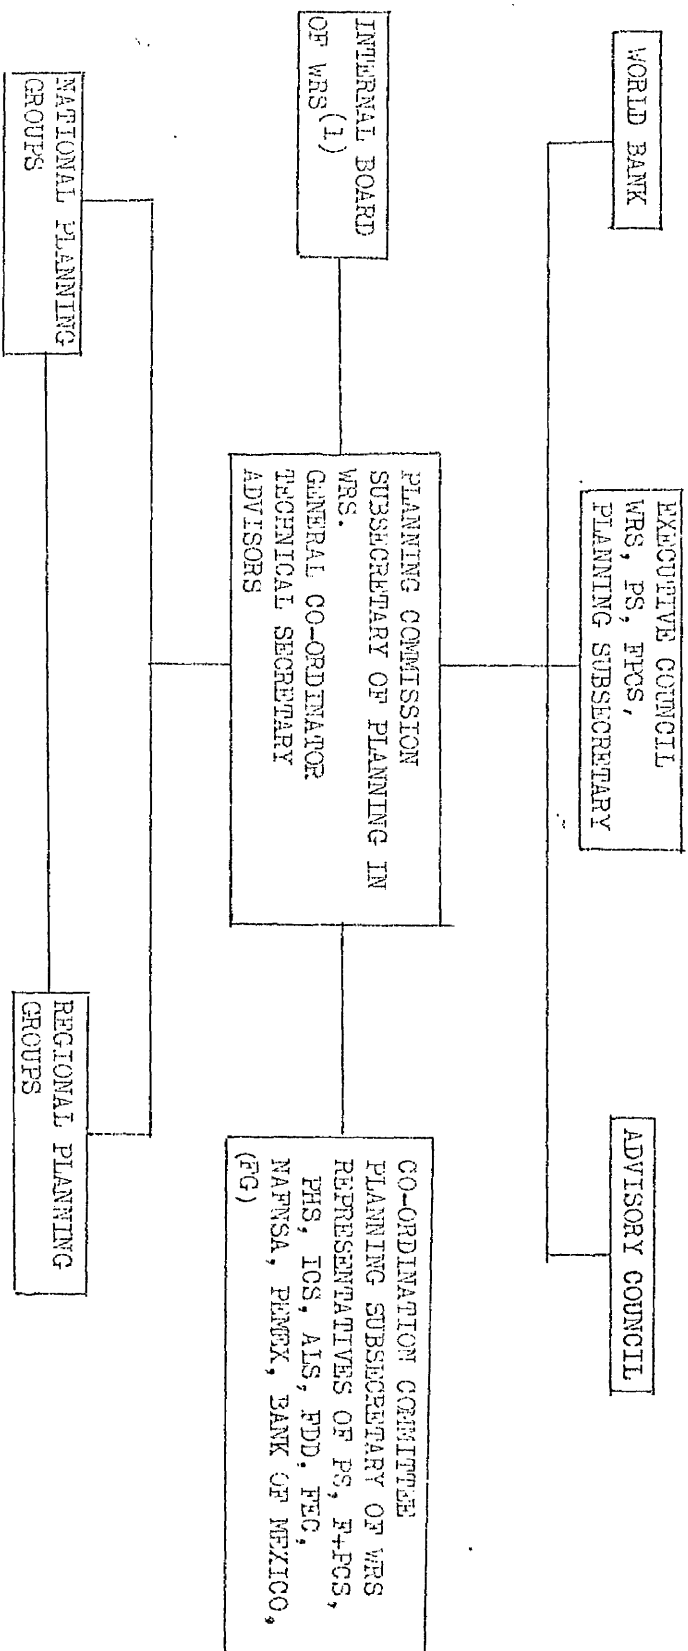 WORLD BANK
EXECUTIVE COUNCIL
WRS, PS, FPCS,
PLANNING SUBSECRETARY
ADVISORY COUNCIL
INTERNAL BOARD
OF WRS(1)
PLANNING COMMISSION
SUBSECRETARY OF PLANNING IN
WRS.
GENERAL CO-ORDINATOR
TECHNICAL SECRETARY
ADVISORS
CO-ORDINATION COMMITTEE
PLANNING SUBSECRETARY OF WRS
REPRESENTATIVES OF PS, F+PCS,
PHS, ICS, ALS, FDD, FEC,
NAFNSA, PEMEX, BANK OF MEXICO,
(FG)
NATIONAL PLANNING
GROUPS
REGIONAL PLANNING
GROUPS